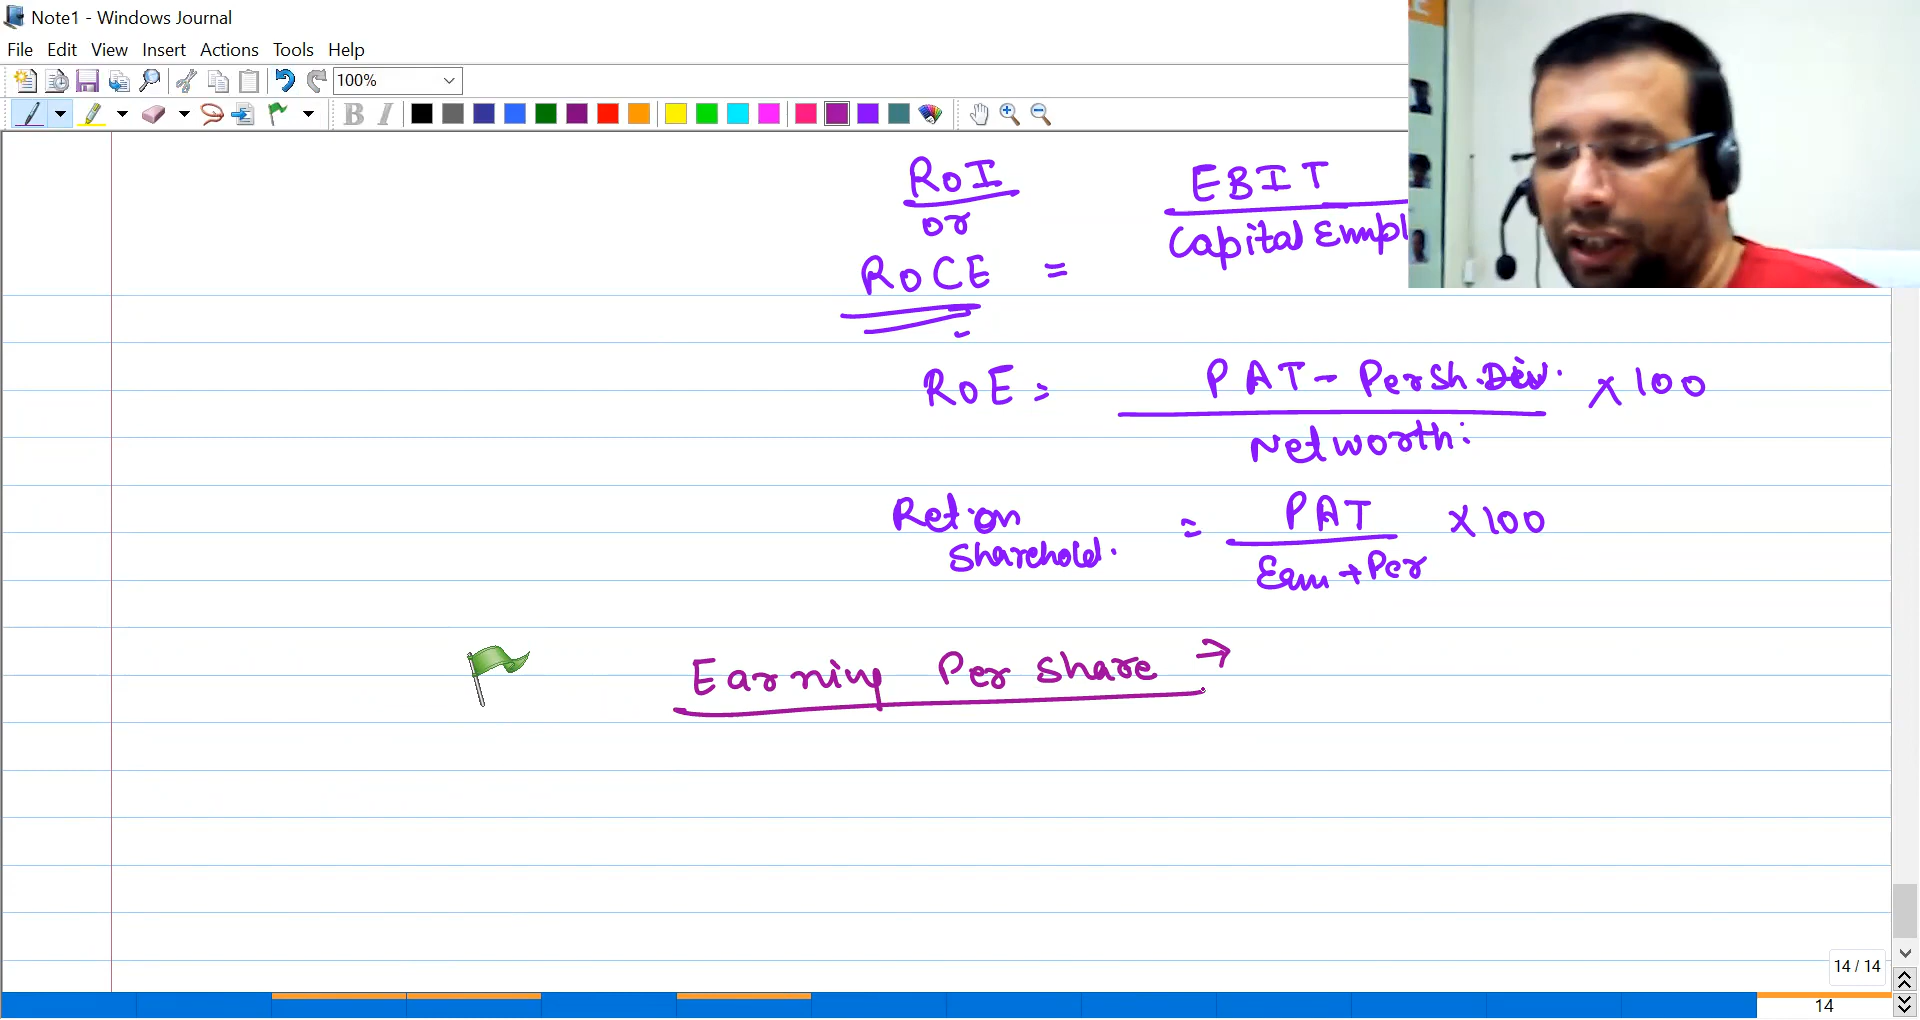 Note1 - Windows Journal
File Edit View Insert Actions Tools Help
100%
B I
RoI
or
RoCE =
EBIT
Capital Empl
RoE = PAT - Per Sh. Div. × 100
Networth
Ret. on Sharehold. = PAT × 100
Equ + Per
Earning Per Share →
14 / 14
14